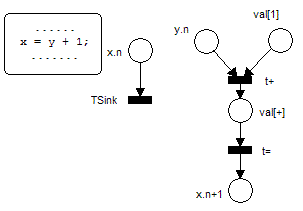 ------
x = y + 1;
-------
x.n
TSink
y.n
val[1]
t+
val[+]
t=
x.n+1